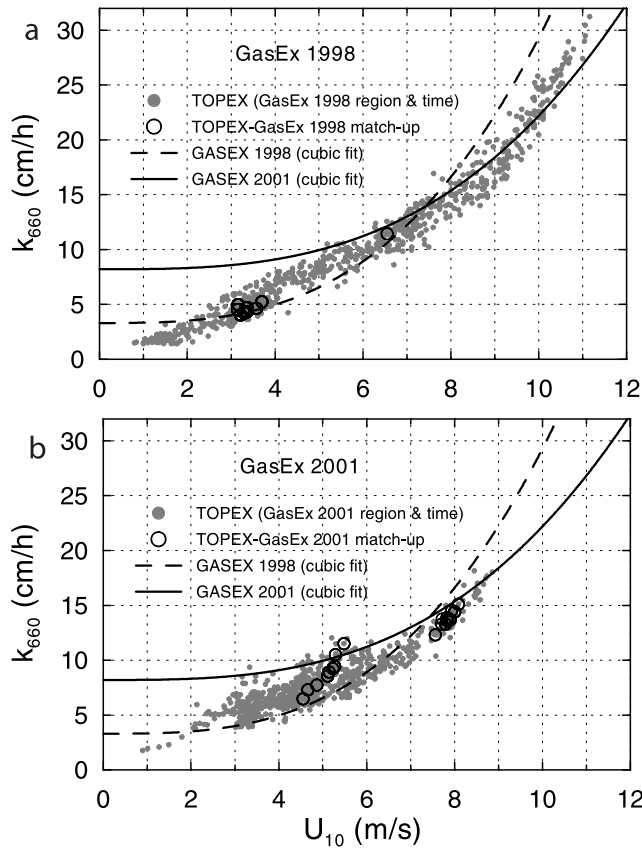 a
GasEx 1998
TOPEX (GasEx 1998 region & time)
TOPEX-GasEx 1998 match-up
GASEX 1998 (cubic fit)
GASEX 2001 (cubic fit)
k660 (cm/h)
30
25
20
15
10
5
0
0 2 4 6 8 10 12
b
GasEx 2001
TOPEX (GasEx 2001 region & time)
TOPEX-GasEx 2001 match-up
GASEX 1998 (cubic fit)
GASEX 2001 (cubic fit)
k660 (cm/h)
30
25
20
15
10
5
0
0 2 4 6 8 10 12
U10 (m/s)